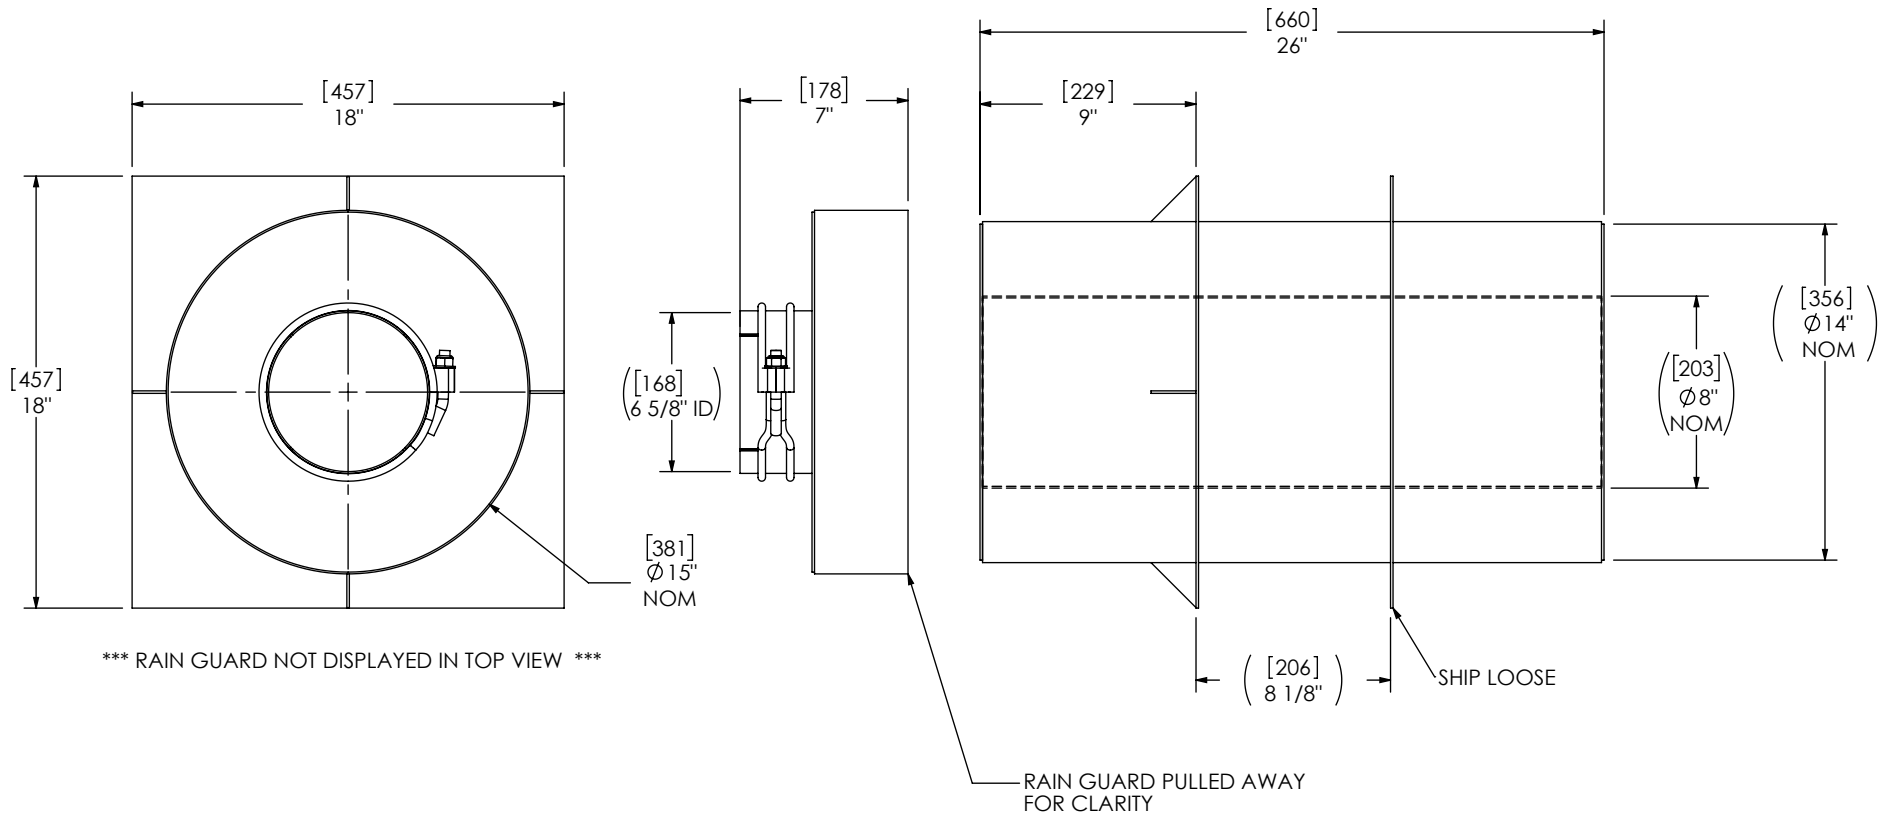 [457]
18"
[457]
18"
[381]
Ø15"
NOM
*** RAIN GUARD NOT DISPLAYED IN TOP VIEW ***
[178]
7"
([168]
6 5/8" ID)
RAIN GUARD PULLED AWAY
FOR CLARITY
[660]
26"
[229]
9"
([206]
8 1/8")
SHIP LOOSE
([203]
Ø8"
NOM)
([356]
Ø14"
NOM)